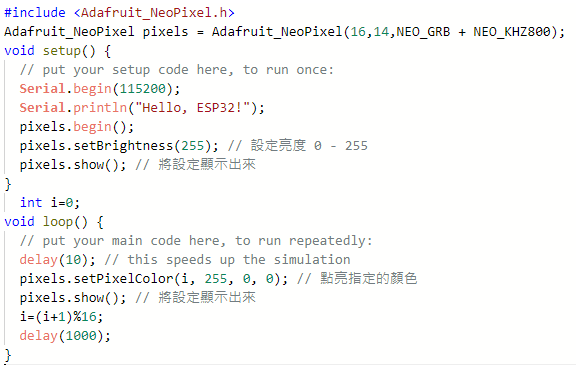 #include <Adafruit_NeoPixel.h>
Adafruit_NeoPixel pixels = Adafruit_NeoPixel(16,14,NEO_GRB + NEO_KHZ800);
void setup() {
  // put your setup code here, to run once:
  Serial.begin(115200);
  Serial.println("Hello, ESP32!");
  pixels.begin();
  pixels.setBrightness(255); // 設定亮度 0 - 255
  pixels.show(); // 將設定顯示出來
}
  int i=0;
void loop() {
  // put your main code here, to run repeatedly:
  delay(10); // this speeds up the simulation
  pixels.setPixelColor(i, 255, 0, 0); // 點亮指定的顏色
  pixels.show(); // 將設定顯示出來
  i=(i+1)%16;
  delay(1000);
}